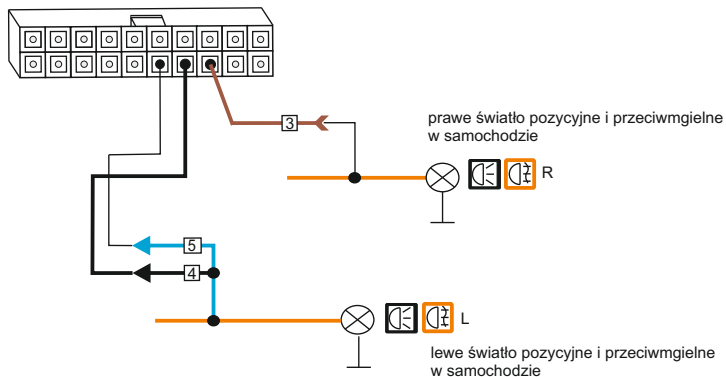 3
prawe światło pozycyjne i przeciwmgielne
w samochodzie
R
5
4
L
lewe światło pozycyjne i przeciwmgielne
w samochodzie